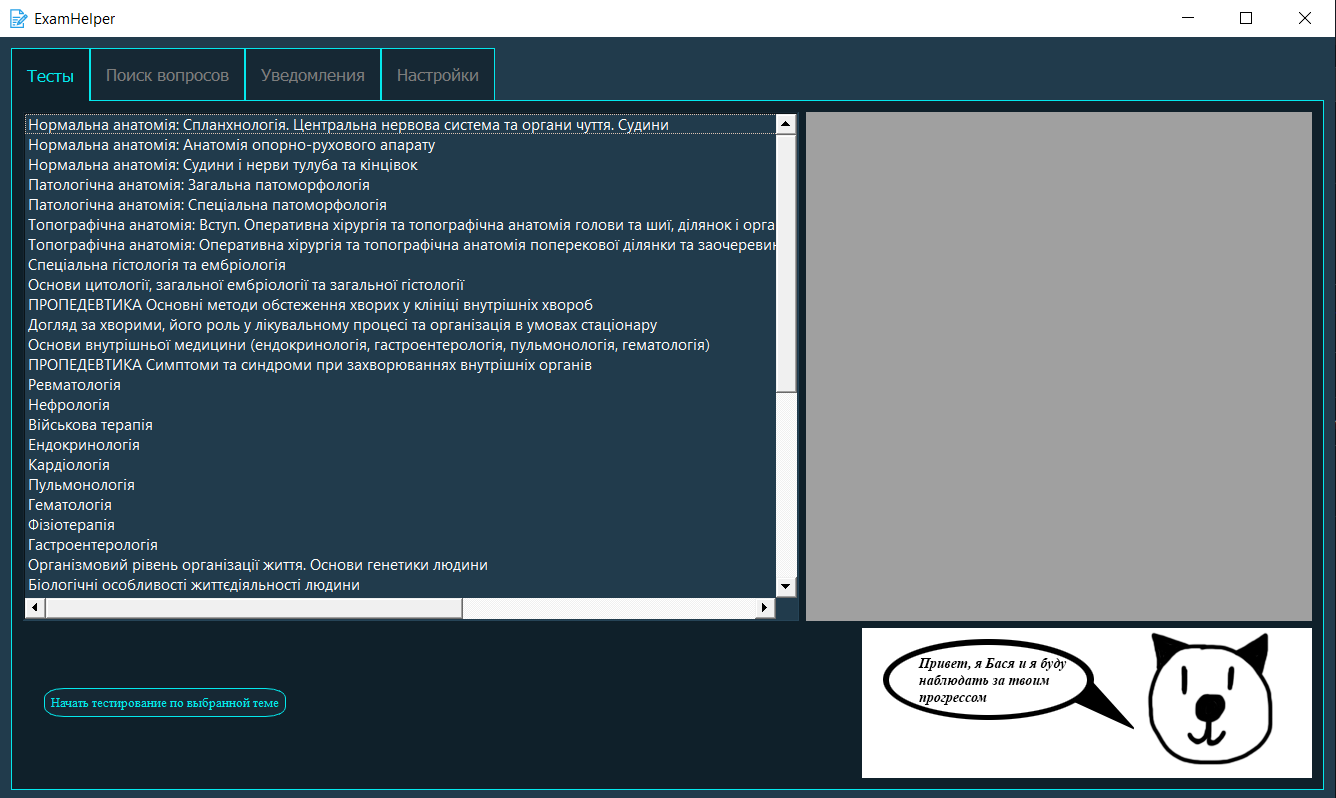 ExamHelper
Тесты
Поиск вопросов
Уведомления
Настройки
Нормальна анатомія: Спланхнологія. Центральна нервова система та органи чуття. Судини
Нормальна анатомія: Анатомія опорно-рухового апарату
Нормальна анатомія: Судини і нерви тулуба та кінцівок
Патологічна анатомія: Загальна патоморфологія
Патологічна анатомія: Спеціальна патоморфологія
Топографічна анатомія: Вступ. Оперативна хірургія та топографічна анатомія голови та шиї, ділянок і орга
Топографічна анатомія: Оперативна хірургія та топографічна анатомія поперекової ділянки та заочеревин
Спеціальна гістологія та ембріологія
Основи цитології, загальної ембріології та загальної гістології
ПРОПЕДЕВТИКА Основні методи обстеження хворих у клініці внутрішніх хвороб
Догляд за хворими, його роль у лікувальному процесі та організація в умовах стаціонару
Основи внутрішньої медицини (ендокринологія, гастроентерологія, пульмонологія, гематологія)
ПРОПЕДЕВТИКА Симптоми та синдроми при захворюваннях внутрішніх органів
Ревматологія
Нефрологія
Військова терапія
Ендокринологія
Кардіологія
Пульмонологія
Гематологія
Фізіотерапія
Гастроентерологія
Організмовий рівень організації життя. Основи генетики людини
Біологічні особливості життєдіяльності людини
Начать тестирование по выбранной теме
Привет, я Бася и я буду
наблюдать за твоим
прогрессом